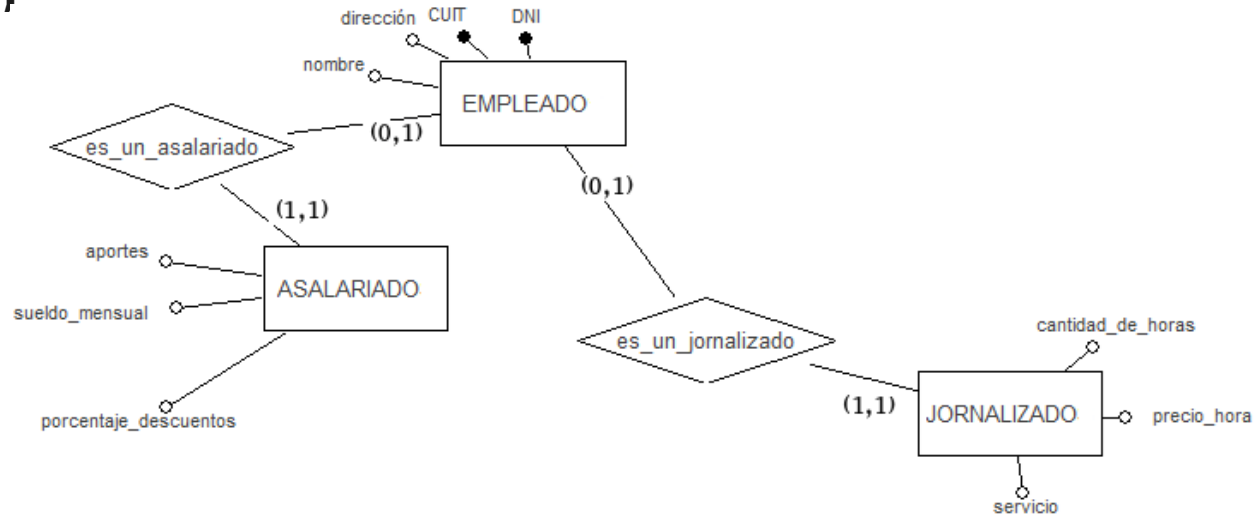 dirección
CUIT
DNI
nombre
EMPLEADO
es_un_asalariado
(0,1)
(0,1)
(1,1)
aportes
ASALARIADO
sueldo_mensual
cantidad_de_horas
es_un_jornalizado
(1,1)
JORNALIZADO
precio_hora
porcentaje_descuentos
servicio